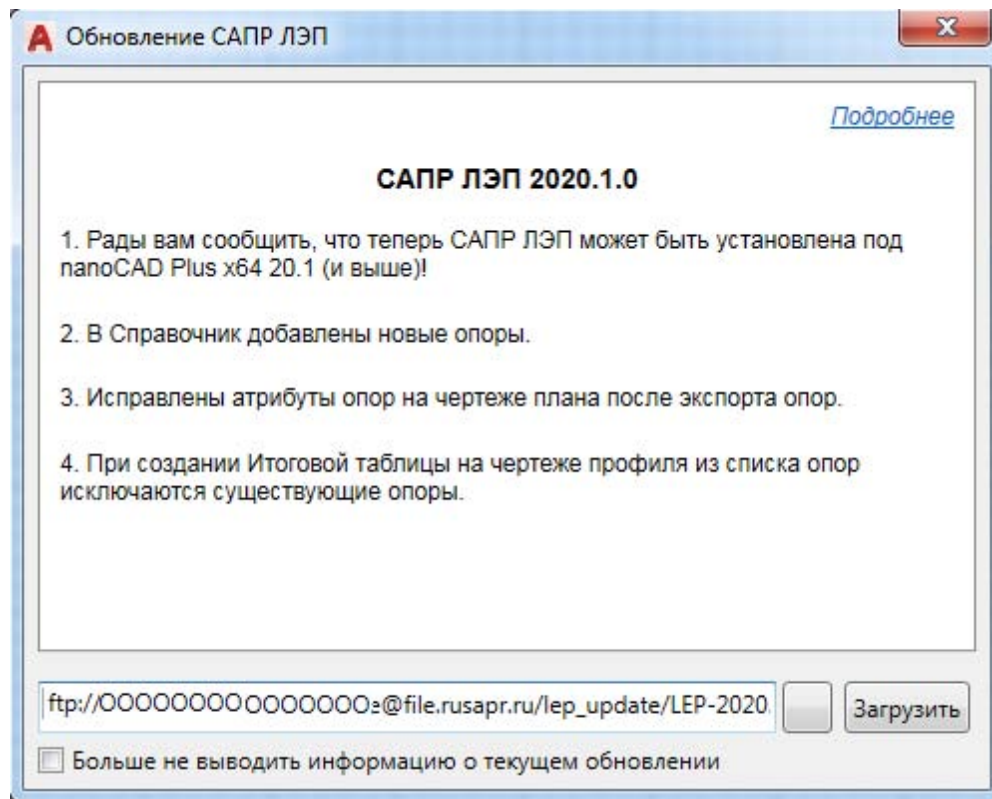 Обновление САПР ЛЭП
Подробнее
САПР ЛЭП 2020.1.0
1. Рады вам сообщить, что теперь САПР ЛЭП может быть установлена под
nanoCAD Plus x64 20.1 (и выше)!
2. В Справочник добавлены новые опоры.
3. Исправлены атрибуты опор на чертеже плана после экспорта опор.
4. При создании Итоговой таблицы на чертеже профиля из списка опор
исключаются существующие опоры.
@file.rusapr.ru/lep_update/LEP-2020.
Загрузить
Больше не выводить информацию о текущем обновлении